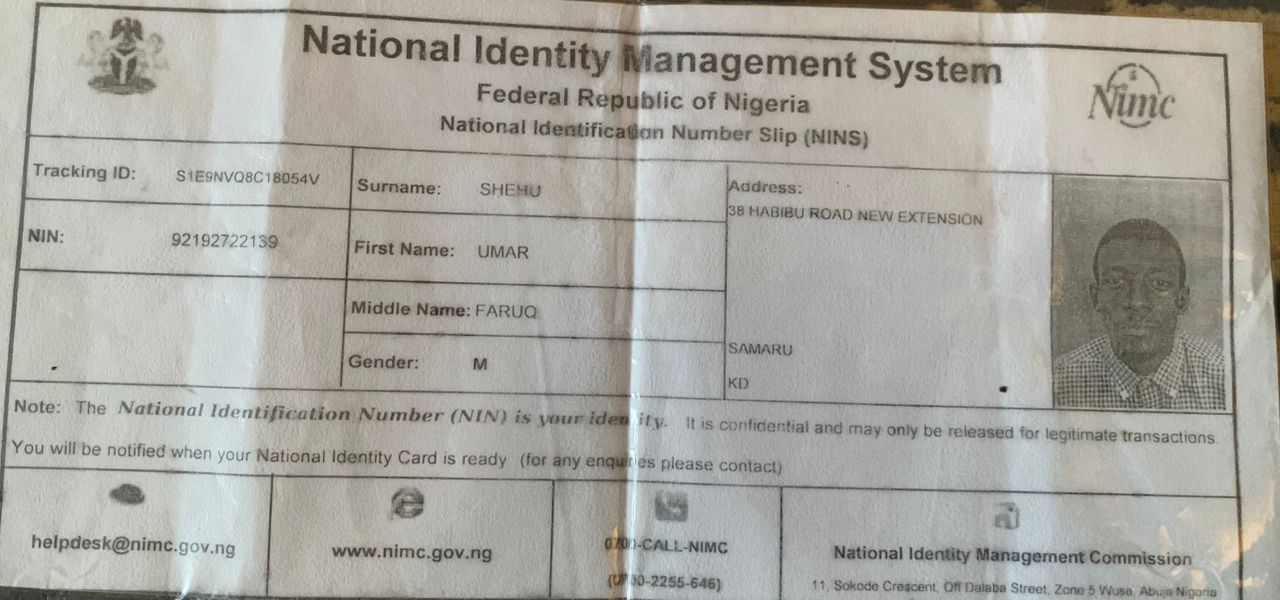 National Identity Management System
Federal Republic of Nigeria
National Identification Number Slip (NINS)
Nimc
Tracking ID: S1E9NVQ8C18054V
NIN: 92192722139
Surname: SHEHU
First Name: UMAR
Middle Name: FARUQ
Gender: M
Address:
38 HABIBU ROAD NEW EXTENSION
SAMARU
KD
Note: The National Identification Number (NIN) is your identity. It is confidential and may only be released for legitimate transactions.
You will be notified when your National Identity Card is ready (for any enquiries please contact)
helpdesk@nimc.gov.ng
www.nimc.gov.ng
0700-CALL-NIMC
(0700-2255-646)
National Identity Management Commission
11, Sokode Crescent, Off Dalaba Street, Zone 5 Wuse, Abuja Nigeria